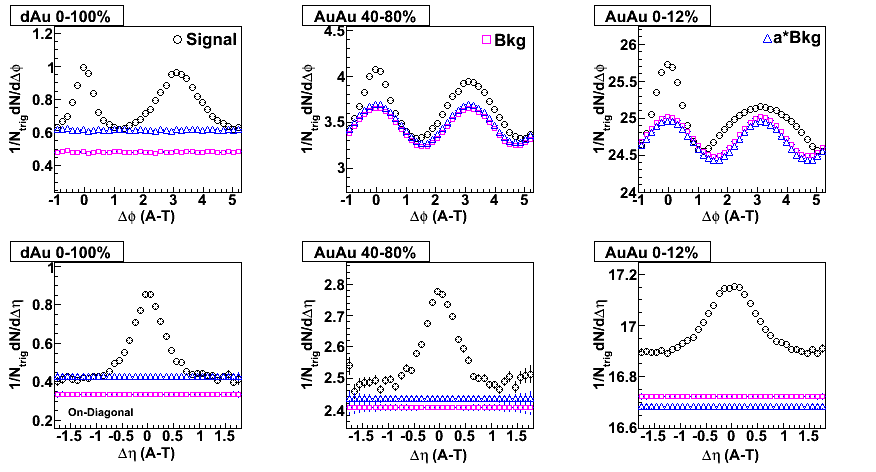 dAu 0-100%
AuAu 40-80%
AuAu 0-12%
Signal
Bkg
a*Bkg
1/N_trig dN/dΔϕ
1.2
1
0.8
0.6
0.4
-1 0 1 2 3 4 5
Δϕ (A-T)
1/N_trig dN/dΔϕ
4.5
4
3.5
3
-1 0 1 2 3 4 5
Δϕ (A-T)
1/N_trig dN/dΔϕ
26
25.5
25
24.5
24
-1 0 1 2 3 4 5
Δϕ (A-T)
dAu 0-100%
AuAu 40-80%
AuAu 0-12%
1/N_trig dN/dΔη
1
0.8
0.6
0.4
0.2
On-Diagonal
-1.5 -1 -0.5 0 0.5 1 1.5
Δη (A-T)
1/N_trig dN/dΔη
2.8
2.7
2.6
2.5
2.4
-1.5 -1 -0.5 0 0.5 1 1.5
Δη (A-T)
1/N_trig dN/dΔη
17.2
17
16.8
16.6
-1.5 -1 -0.5 0 0.5 1 1.5
Δη (A-T)